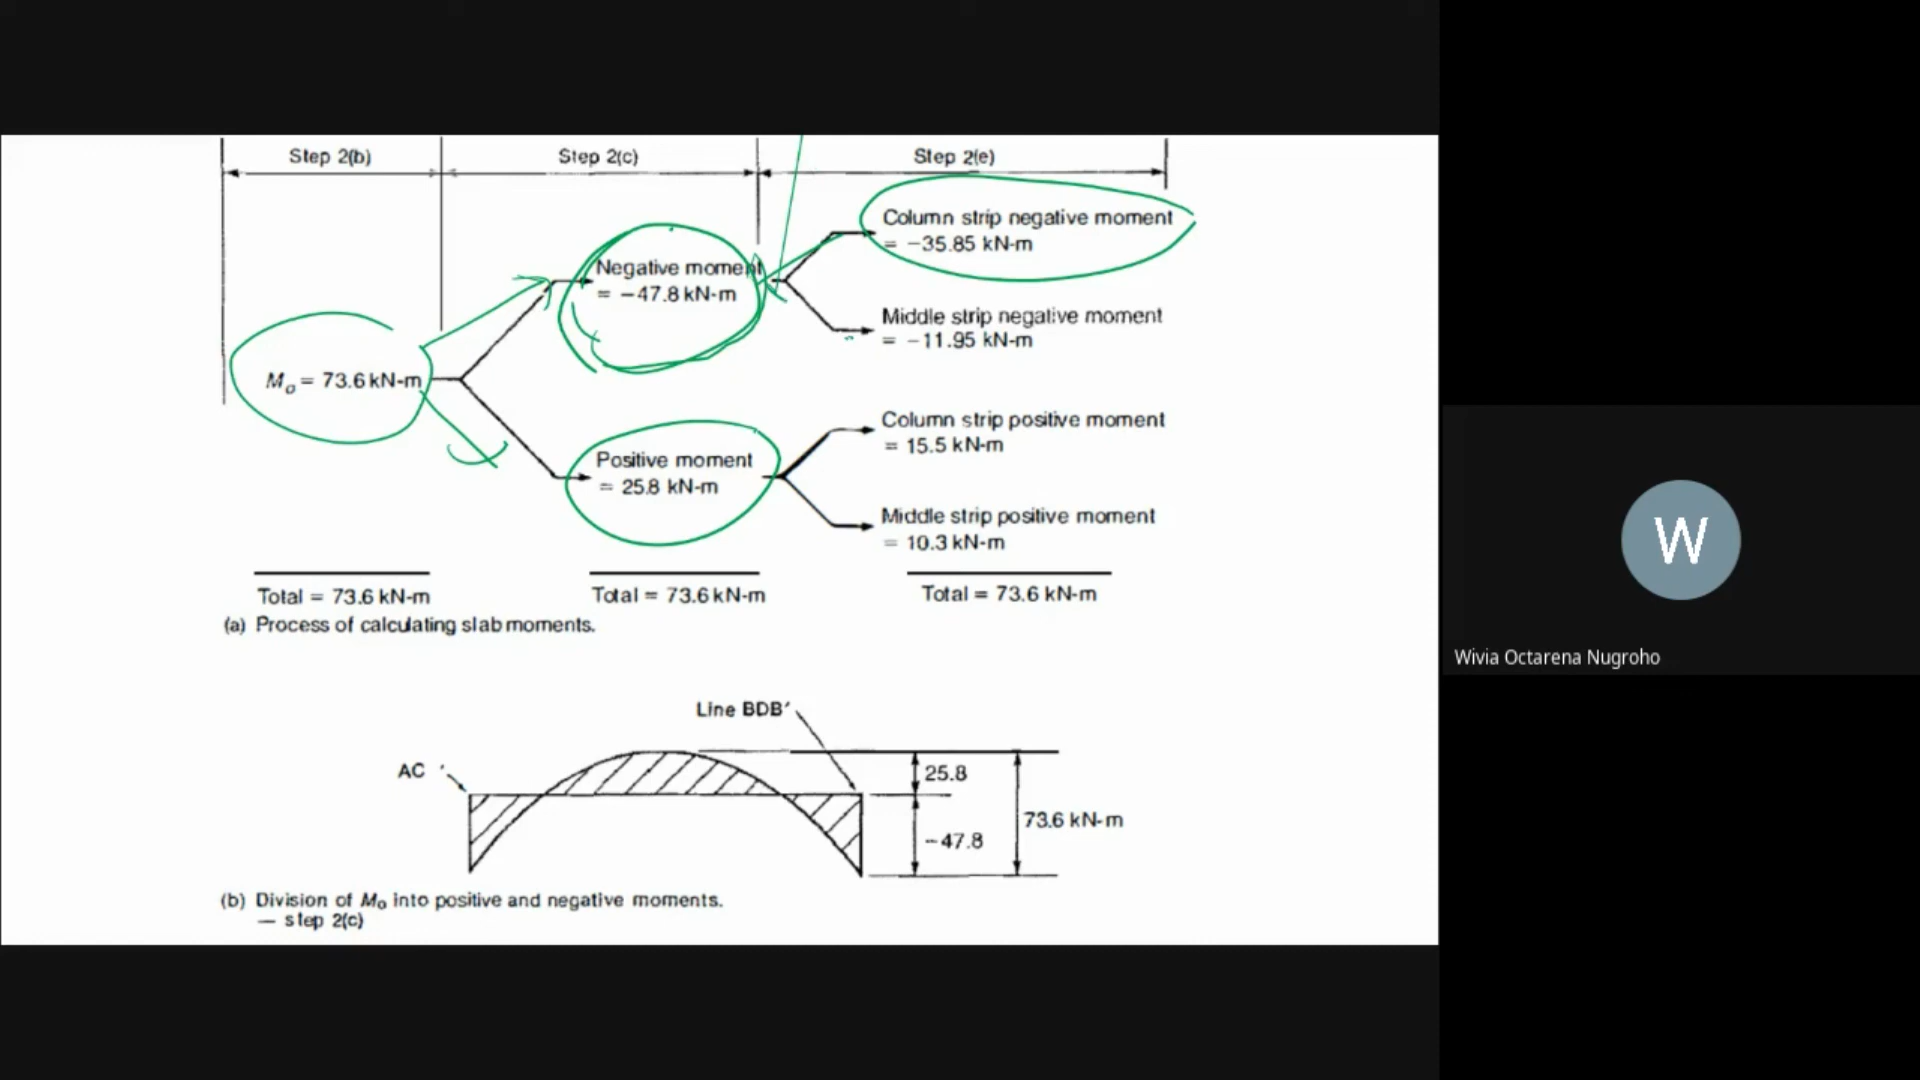 Step 2(b)
Step 2(c)
Step 2(e)
Column strip negative moment
= −35.85 kN-m
Negative moment
= −47.8 kN-m
Middle strip negative moment
= −11.95 kN-m
Mo = 73.6 kN-m
Column strip positive moment
= 15.5 kN-m
Positive moment
= 25.8 kN-m
Middle strip positive moment
= 10.3 kN-m
Total = 73.6 kN-m
Total = 73.6 kN-m
Total = 73.6 kN-m
(a) Process of calculating slab moments.
Line BDB′
AC ′
25.8
73.6 kN-m
−47.8
(b) Division of Mo into positive and negative moments.
— step 2(c)
W
Wivia Octarena Nugroho